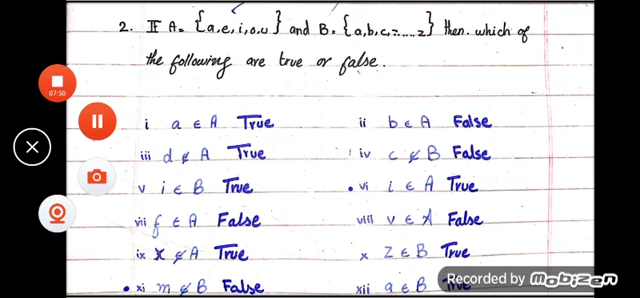 2. If A = {a,e,i,o,u} and B = {a,b,c,=.....z} then which of
the following are true or false.
i a ∈ A True ii b ∈ A False
iii d ∉ A True iv c ∉ B False
v i ∈ B True vi i ∈ A True
vii f ∈ A False viii v ∈ A False
ix x ∉ A True x z ∈ B True
xi m ∉ B False xii a ∈ B True
07:50
Recorded by mobizen